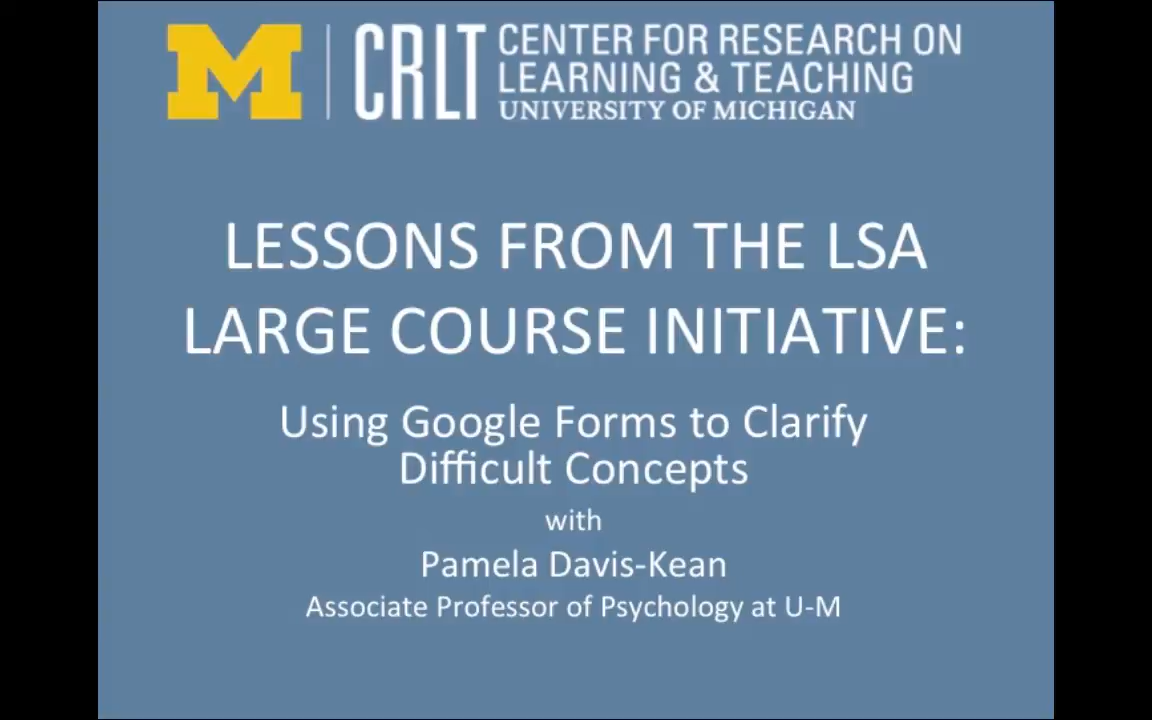 M
CRLT
CENTER FOR RESEARCH ON
LEARNING & TEACHING
UNIVERSITY OF MICHIGAN
LESSONS FROM THE LSA
LARGE COURSE INITIATIVE:
Using Google Forms to Clarify
Difficult Concepts
with
Pamela Davis-Kean
Associate Professor of Psychology at U-M